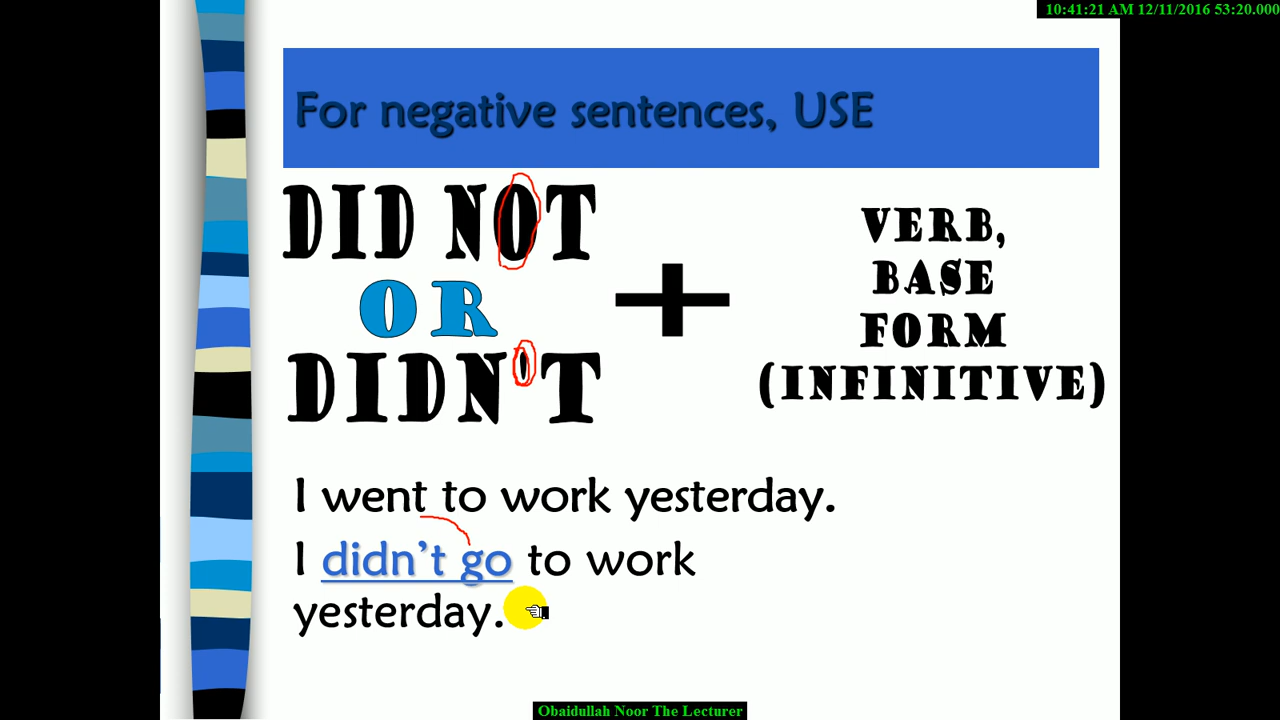 10:41:21 AM 12/11/2016 53:20.000
For negative sentences, USE
DID NOT
OR
DIDN'T
VERB,
BASE
FORM
(INFINITIVE)
I went to work yesterday.
I didn’t go to work
yesterday.
Obaidullah Noor The Lecturer